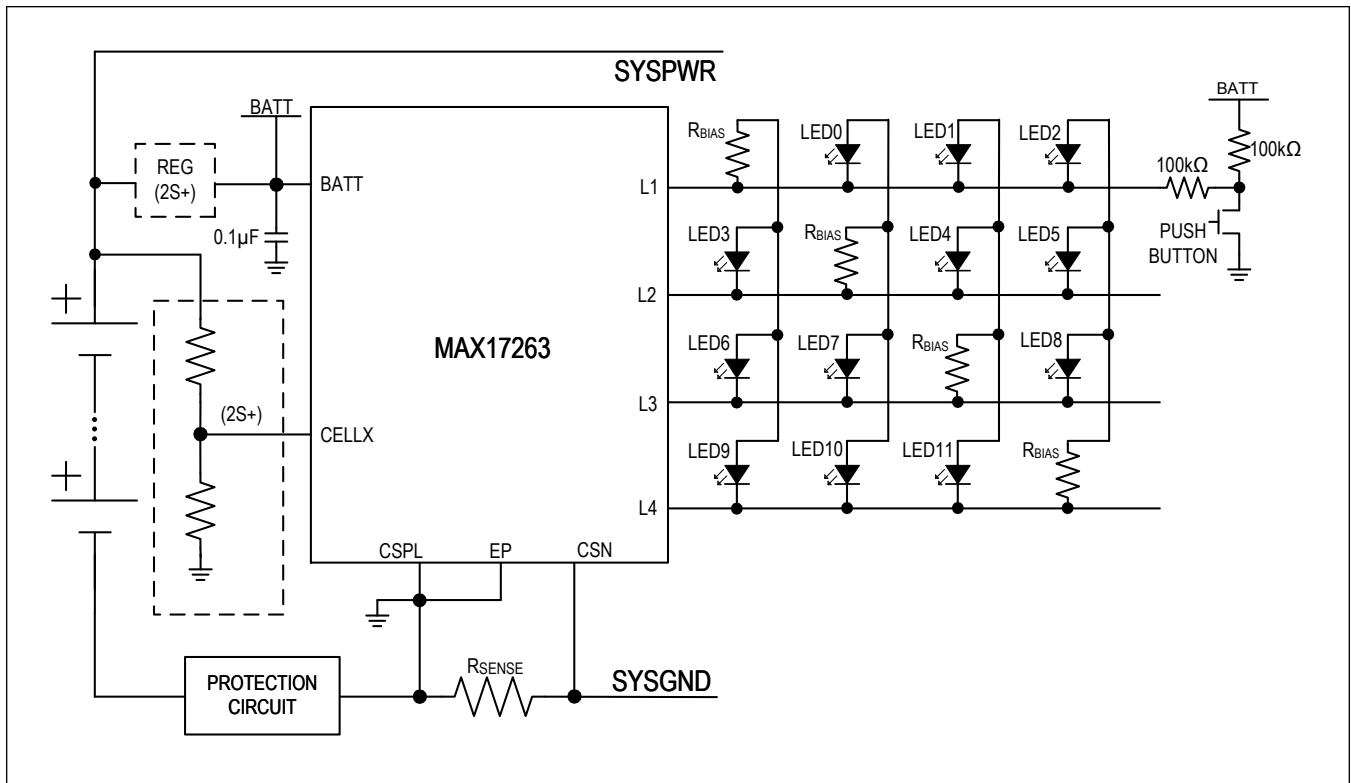 SYSPWR
BATT
REG
(2S+)
BATT
0.1µF
MAX17263
(2S+)
CELLX
CSPL EP CSN
L1
L2
L3
L4
RBIAS LED0 LED1 LED2
LED3 RBIAS LED4 LED5
LED6 LED7 RBIAS LED8
LED9 LED10 LED11 RBIAS
BATT
100kΩ
100kΩ
PUSH
BUTTON
+
+
PROTECTION
CIRCUIT
RSENSE
SYSGND